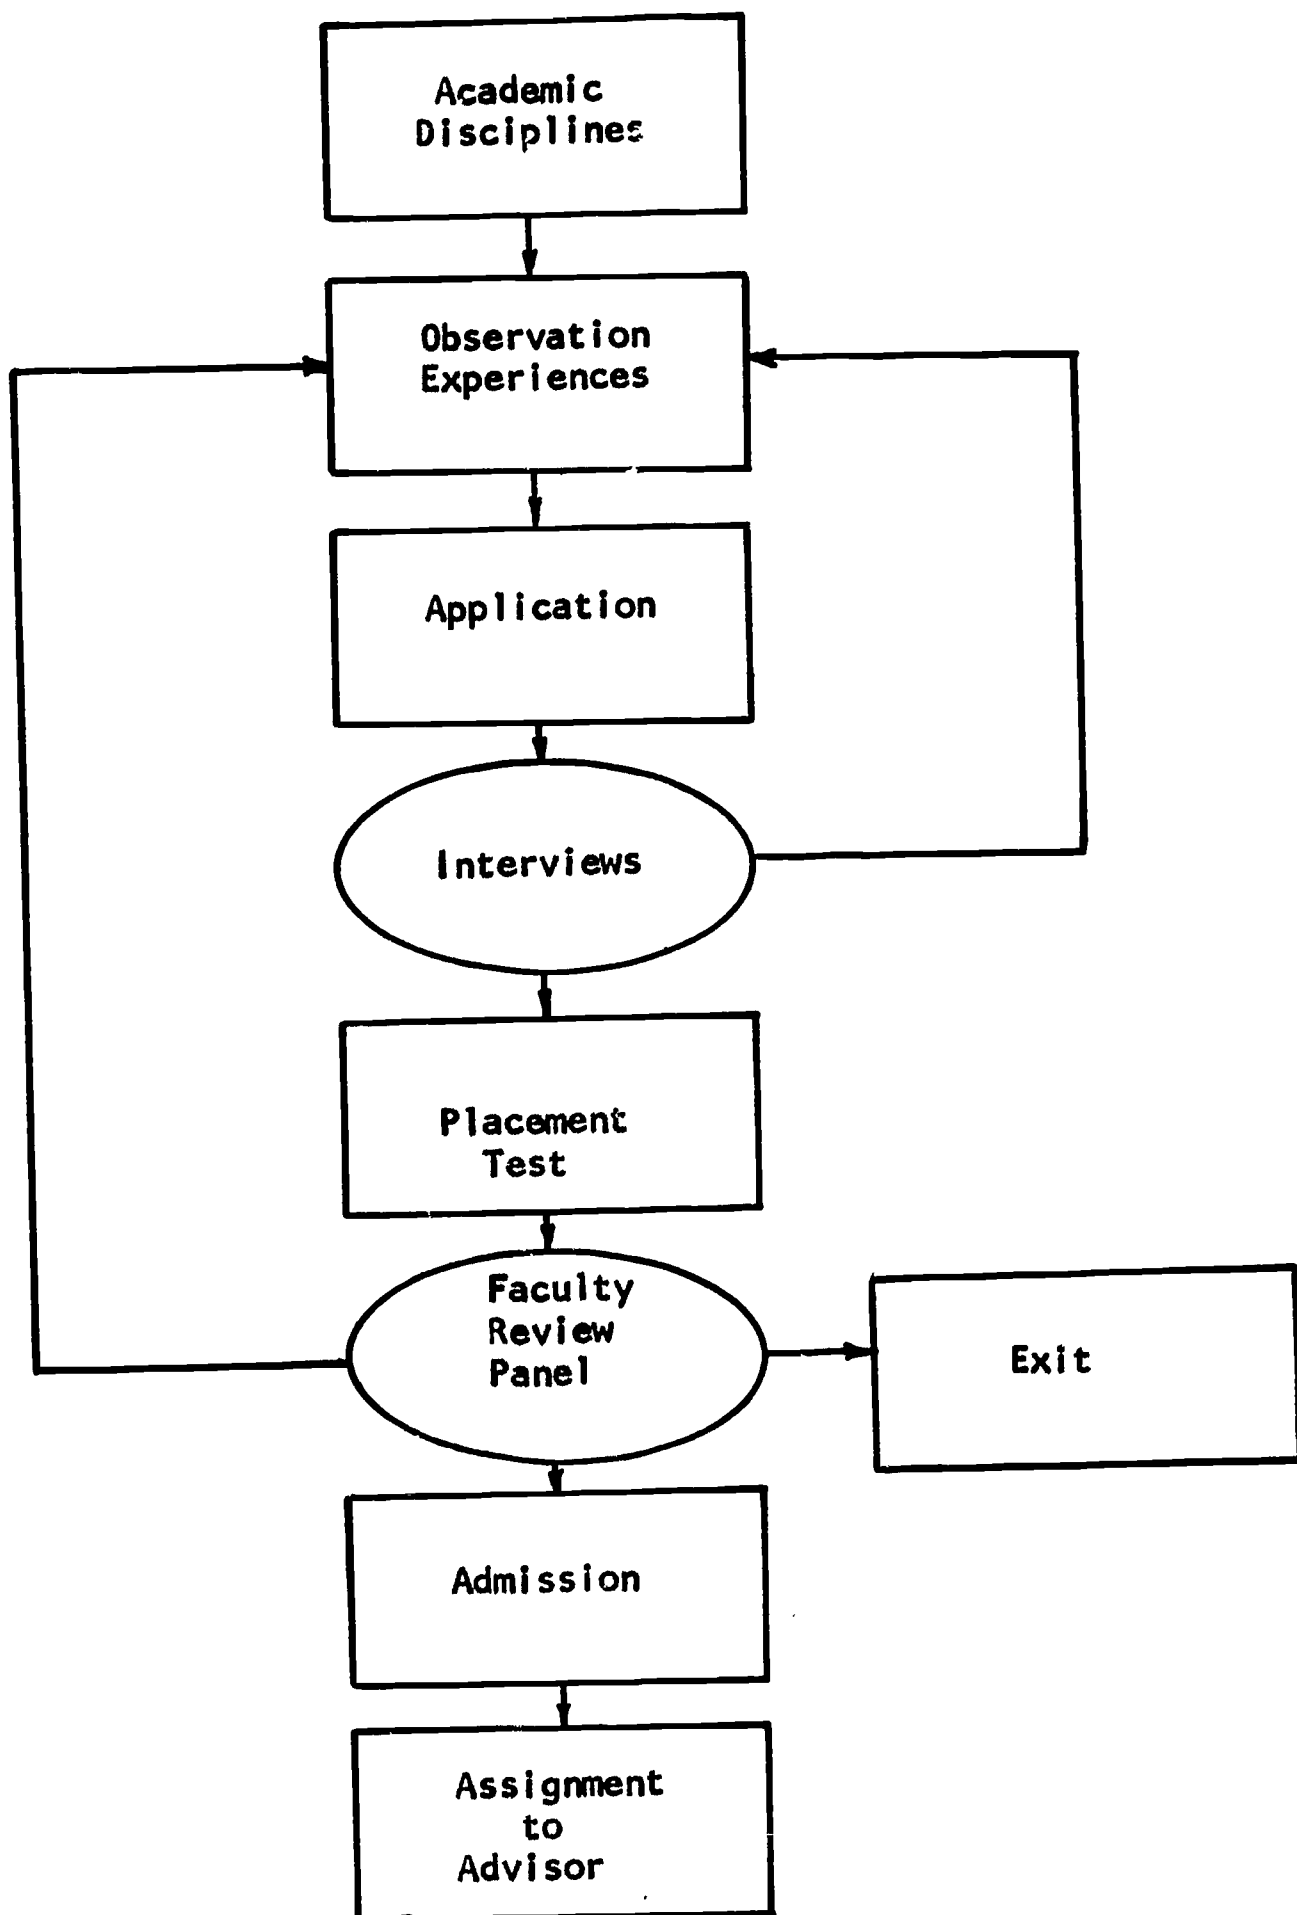 Academic
Disciplines
Observation
Experiences
Application
Interviews
Placement
Test
Faculty
Review
Panel
Exit
Admission
Assignment
to
Advisor